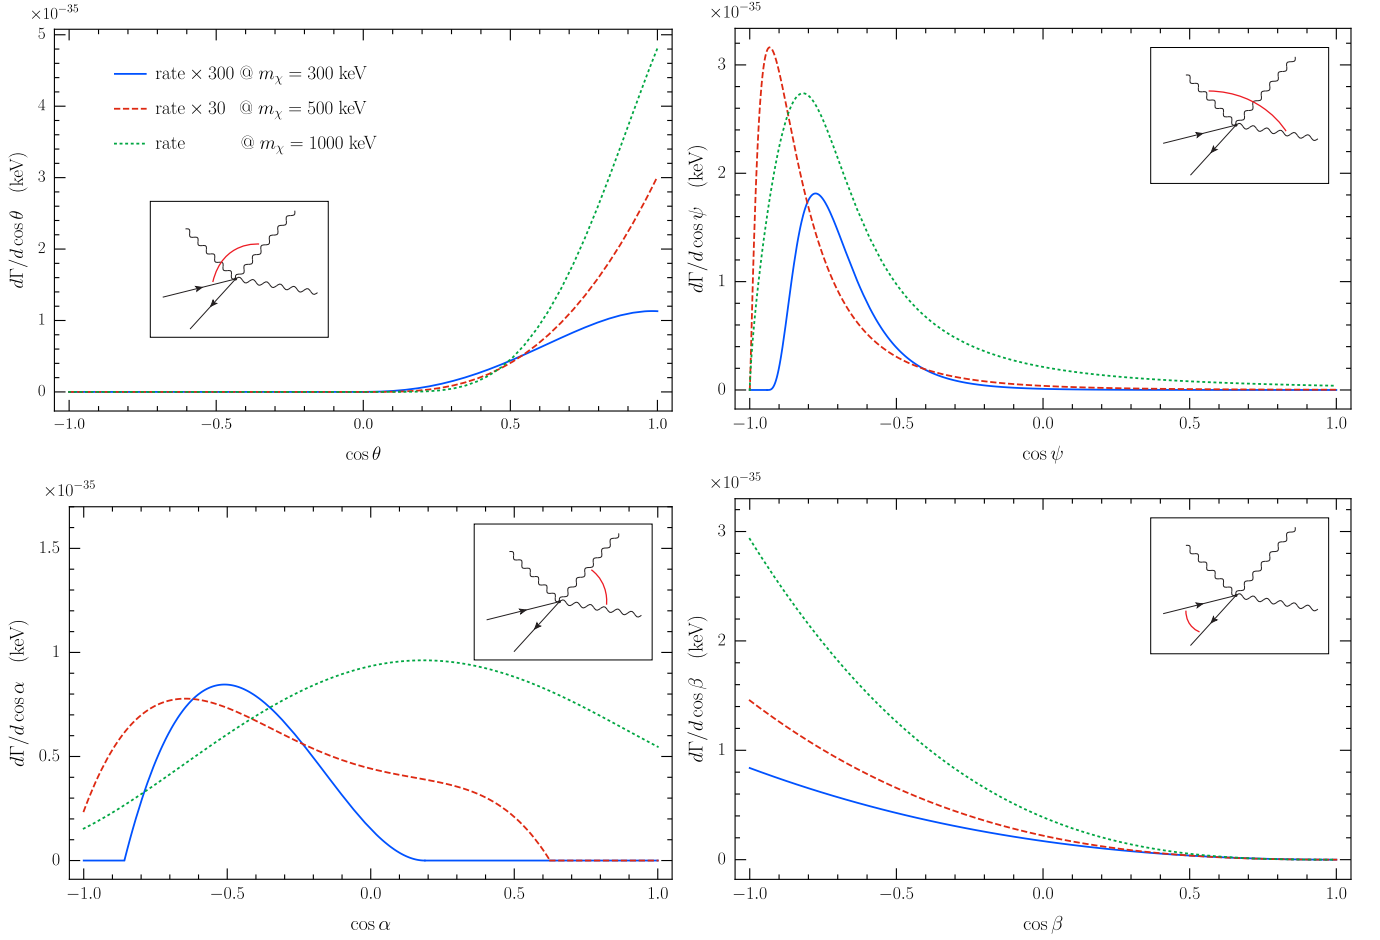 ×10⁻³⁵
5
4
3
2
1
0
dΓ/d cos θ (keV)
rate × 300 @ mχ = 300 keV
rate × 30 @ mχ = 500 keV
rate @ mχ = 1000 keV
−1.0 −0.5 0.0 0.5 1.0
cos θ
×10⁻³⁵
3
2
1
0
dΓ/d cos ψ (keV)
−1.0 −0.5 0.0 0.5 1.0
cos ψ
×10⁻³⁵
1.5
1
0.5
0
dΓ/d cos α (keV)
−1.0 −0.5 0.0 0.5 1.0
cos α
×10⁻³⁵
3
2
1
0
dΓ/d cos β (keV)
−1.0 −0.5 0.0 0.5 1.0
cos β